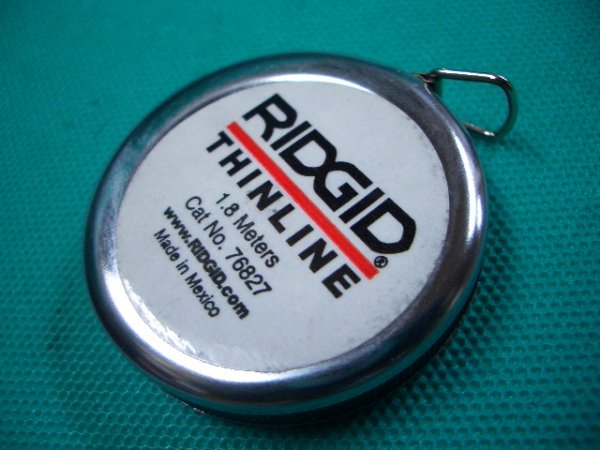 RIDGID®
THINLINE
1.8 Meters
Cat No. 76827
www.RIDGID.com
Made in Mexico